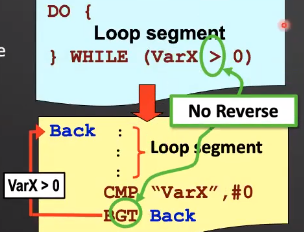 DO {
Loop segment
} WHILE (VarX > 0)
e
No Reverse
Back :
:
:
Loop segment
VarX > 0
CMP "VarX",#0
BGT Back